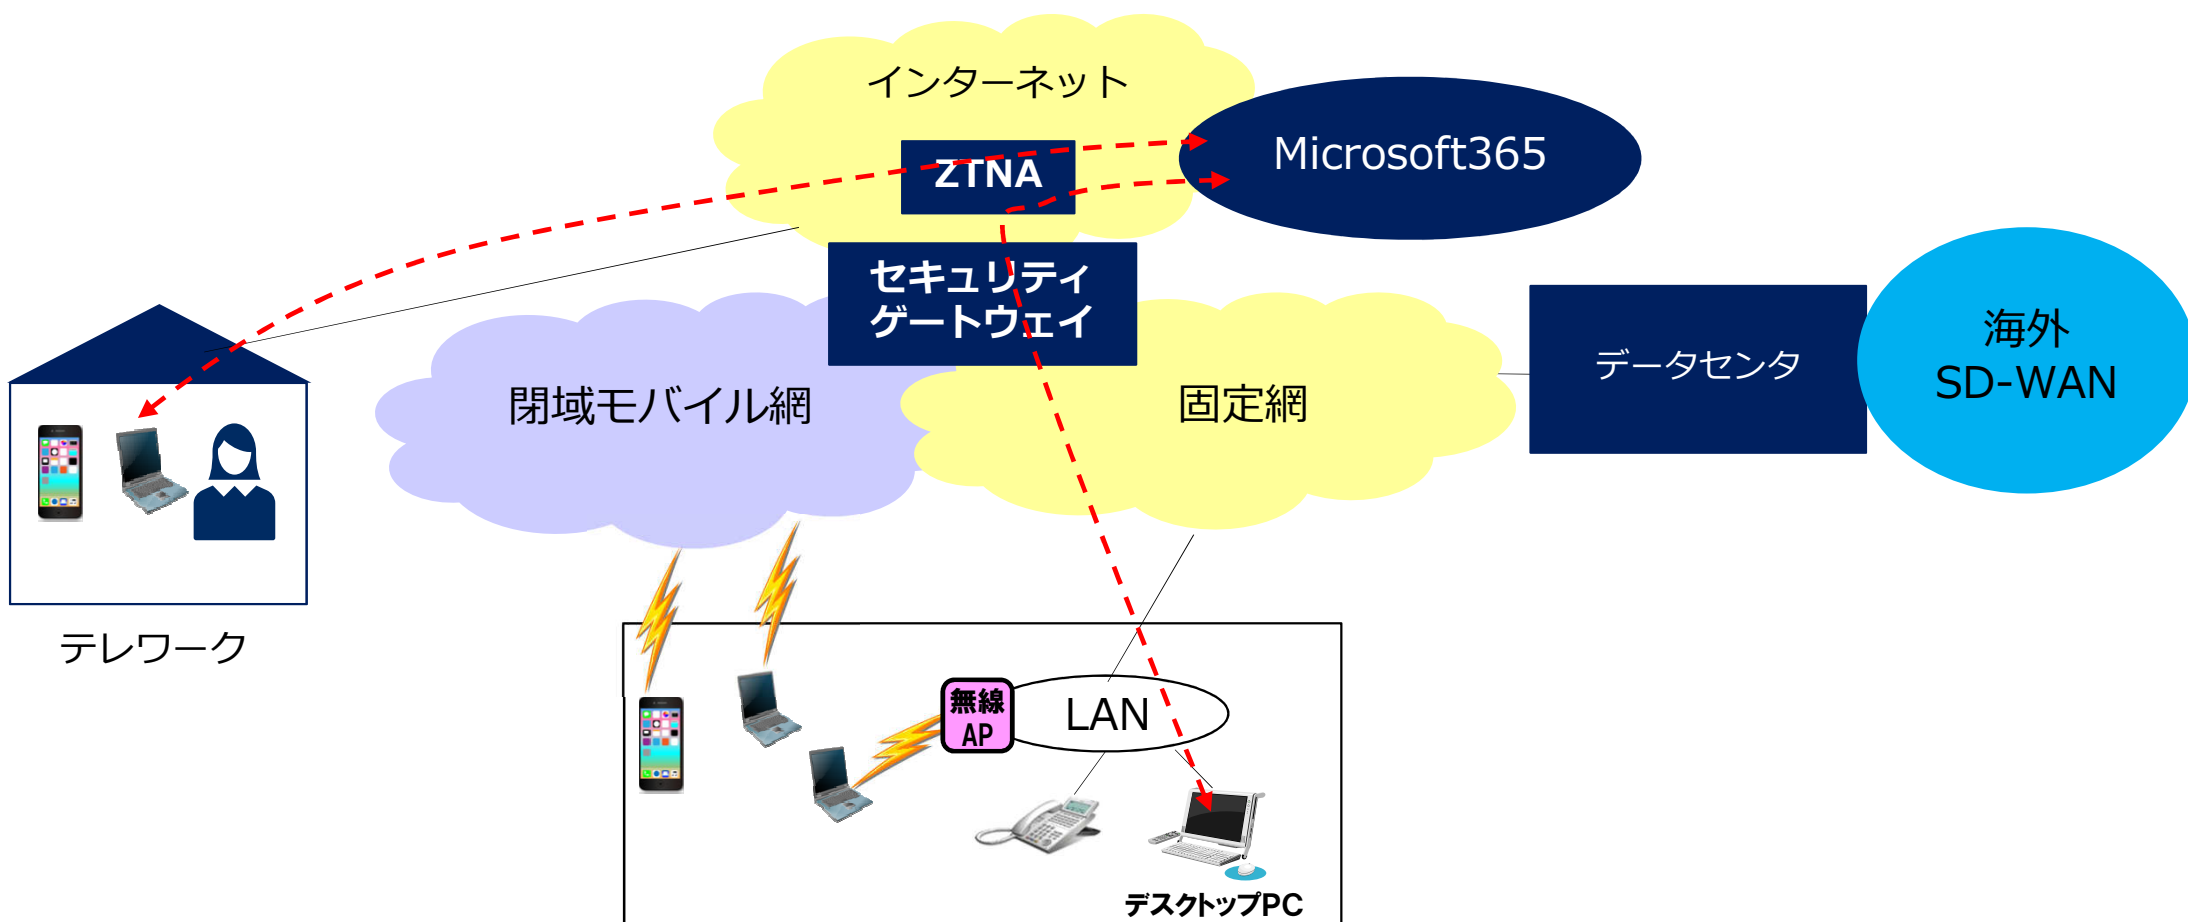 インターネット
Microsoft365
ZTNA
セキュリティ
ゲートウェイ
海外
SD-WAN
データセンタ
閉域モバイル網
固定網
テレワーク
無線
AP
LAN
デスクトップPC